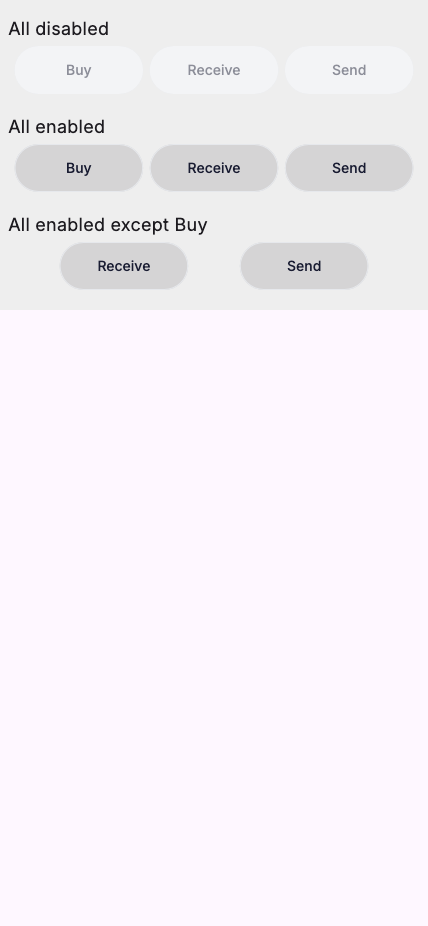 All disabled
Buy Receive Send
All enabled
Buy Receive Send
All enabled except Buy
Receive Send